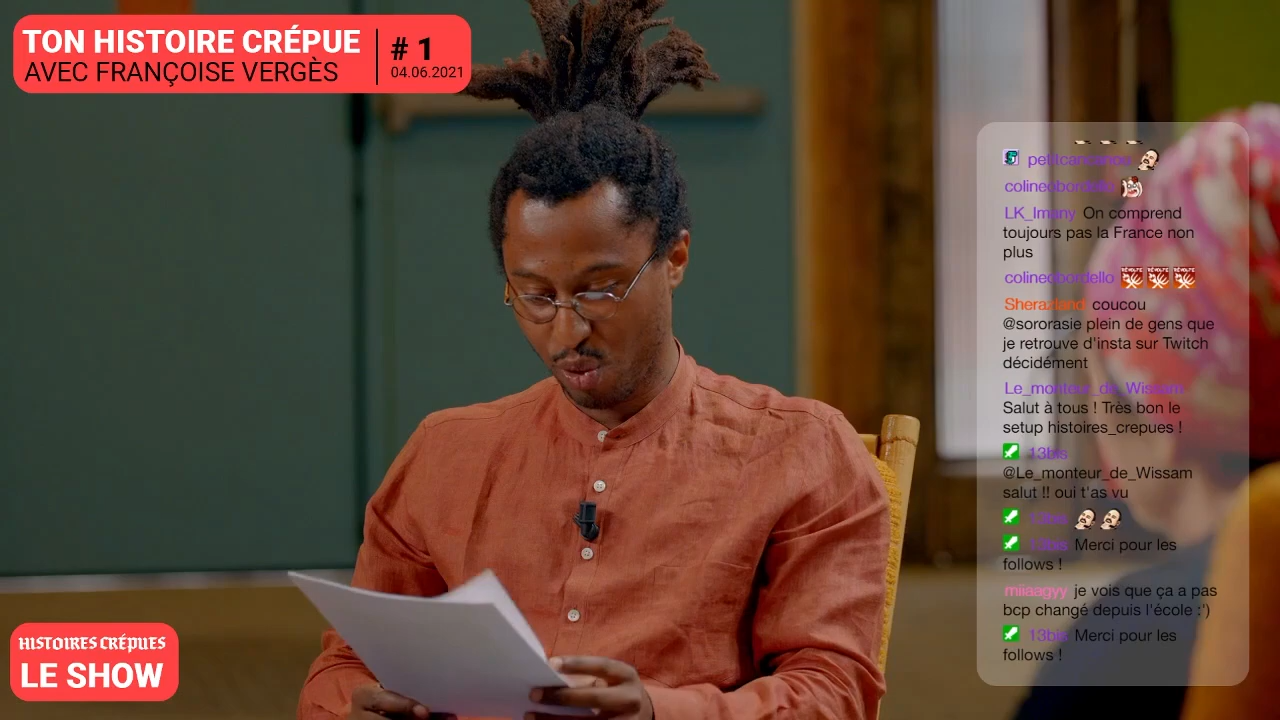 TON HISTOIRE CRÉPUE
AVEC FRANÇOISE VERGÈS
# 1
04.06.2021
colineobordello
LK_Imany On comprend
toujours pas la France non
plus
colineobordello RÉVOLTE RÉVOLTE RÉVOLTE
Sherazland coucou
@sororasie plein de gens que
je retrouve d'insta sur Twitch
décidément
Le_monteur_de_Wissam
Salut à tous ! Très bon le
setup histoires_crepues !
13bis
@Le_monteur_de_Wissam
salut !! oui t'as vu
13bis
13bis Merci pour les
follows !
miiaagyy je vois que ça a pas
bcp changé depuis l'école :')
13bis Merci pour les
follows !
HISTOIRES CRÉPUES
LE SHOW